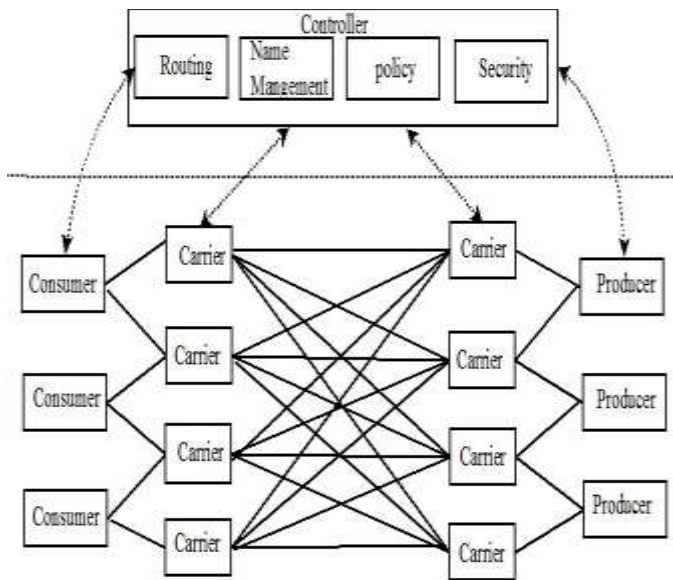 Controller
Routing
Name
Mangement
policy
Security
Carrier
Carrier
Consumer
Producer
Carrier
Carrier
Consumer
Producer
Carrier
Carrier
Consumer
Producer
Carrier
Carrier